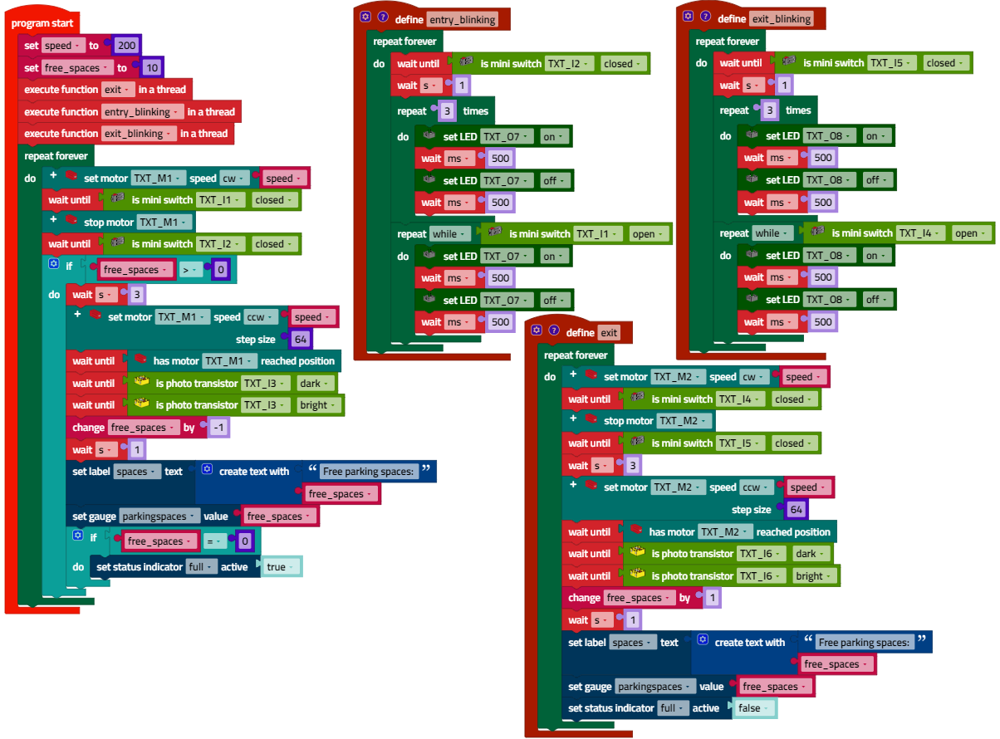 program start
set speed to 200
set free_spaces to 10
execute function exit in a thread
execute function entry_blinking in a thread
execute function exit_blinking in a thread
repeat forever
do + set motor TXT_M1 speed cw speed
wait until is mini switch TXT_I1 closed
+ stop motor TXT_M1
wait until is mini switch TXT_I2 closed
if free_spaces > 0
do wait s 3
+ set motor TXT_M1 speed ccw speed
step size 64
wait until has motor TXT_M1 reached position
wait until is photo transistor TXT_I3 dark
wait until is photo transistor TXT_I3 bright
change free_spaces by -1
wait s 1
set label spaces text create text with “ Free parking spaces: ”
free_spaces
set gauge parkingspaces value free_spaces
if free_spaces = 0
do set status indicator full active true
? define entry_blinking
repeat forever
do wait until is mini switch TXT_I2 closed
wait s 1
repeat 3 times
do set LED TXT_O7 on
wait ms 500
set LED TXT_O7 off
wait ms 500
repeat while is mini switch TXT_I1 open
do set LED TXT_O7 on
wait ms 500
set LED TXT_O7 off
wait ms 500
? define exit_blinking
repeat forever
do wait until is mini switch TXT_I5 closed
wait s 1
repeat 3 times
do set LED TXT_O8 on
wait ms 500
set LED TXT_O8 off
wait ms 500
repeat while is mini switch TXT_I4 open
do set LED TXT_O8 on
wait ms 500
set LED TXT_O8 off
wait ms 500
? define exit
repeat forever
do + set motor TXT_M2 speed cw speed
wait until is mini switch TXT_I4 closed
+ stop motor TXT_M2
wait until is mini switch TXT_I5 closed
wait s 3
+ set motor TXT_M2 speed ccw speed
step size 64
wait until has motor TXT_M2 reached position
wait until is photo transistor TXT_I6 dark
wait until is photo transistor TXT_I6 bright
change free_spaces by 1
wait s 1
set label spaces text create text with “ Free parking spaces: ”
free_spaces
set gauge parkingspaces value free_spaces
set status indicator full active false